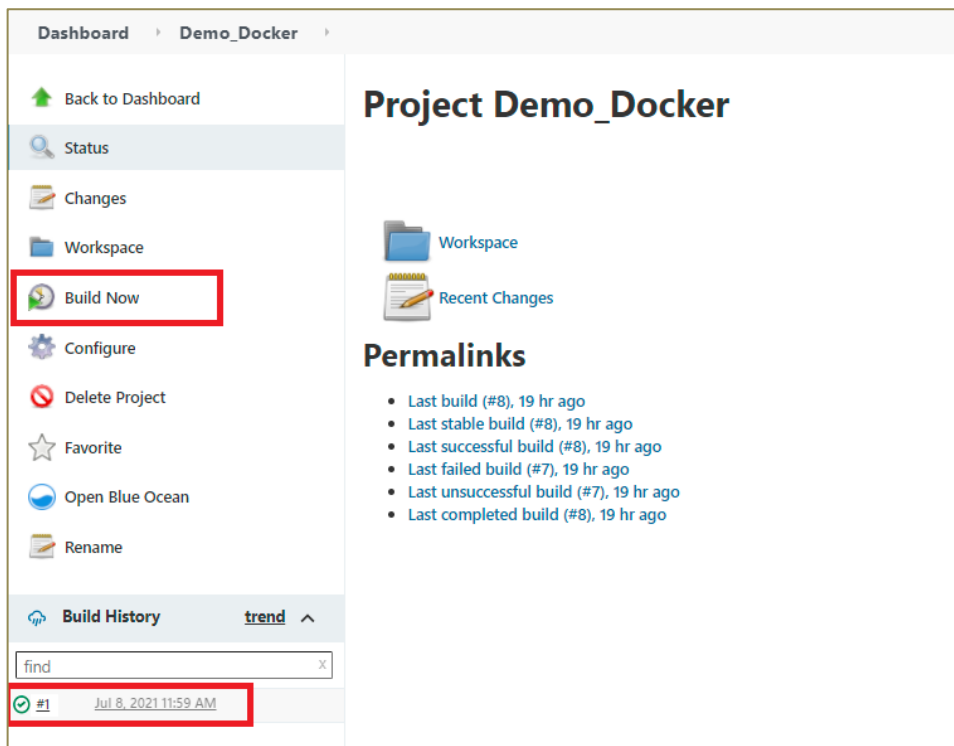 Dashboard Demo_Docker
Back to Dashboard
Status
Changes
Workspace
Build Now
Configure
Delete Project
Favorite
Open Blue Ocean
Rename
Build History trend
find x
#1 Jul 8, 2021 11:59 AM
Project Demo_Docker
Workspace
Recent Changes
Permalinks
Last build (#8), 19 hr ago
Last stable build (#8), 19 hr ago
Last successful build (#8), 19 hr ago
Last failed build (#7), 19 hr ago
Last unsuccessful build (#7), 19 hr ago
Last completed build (#8), 19 hr ago